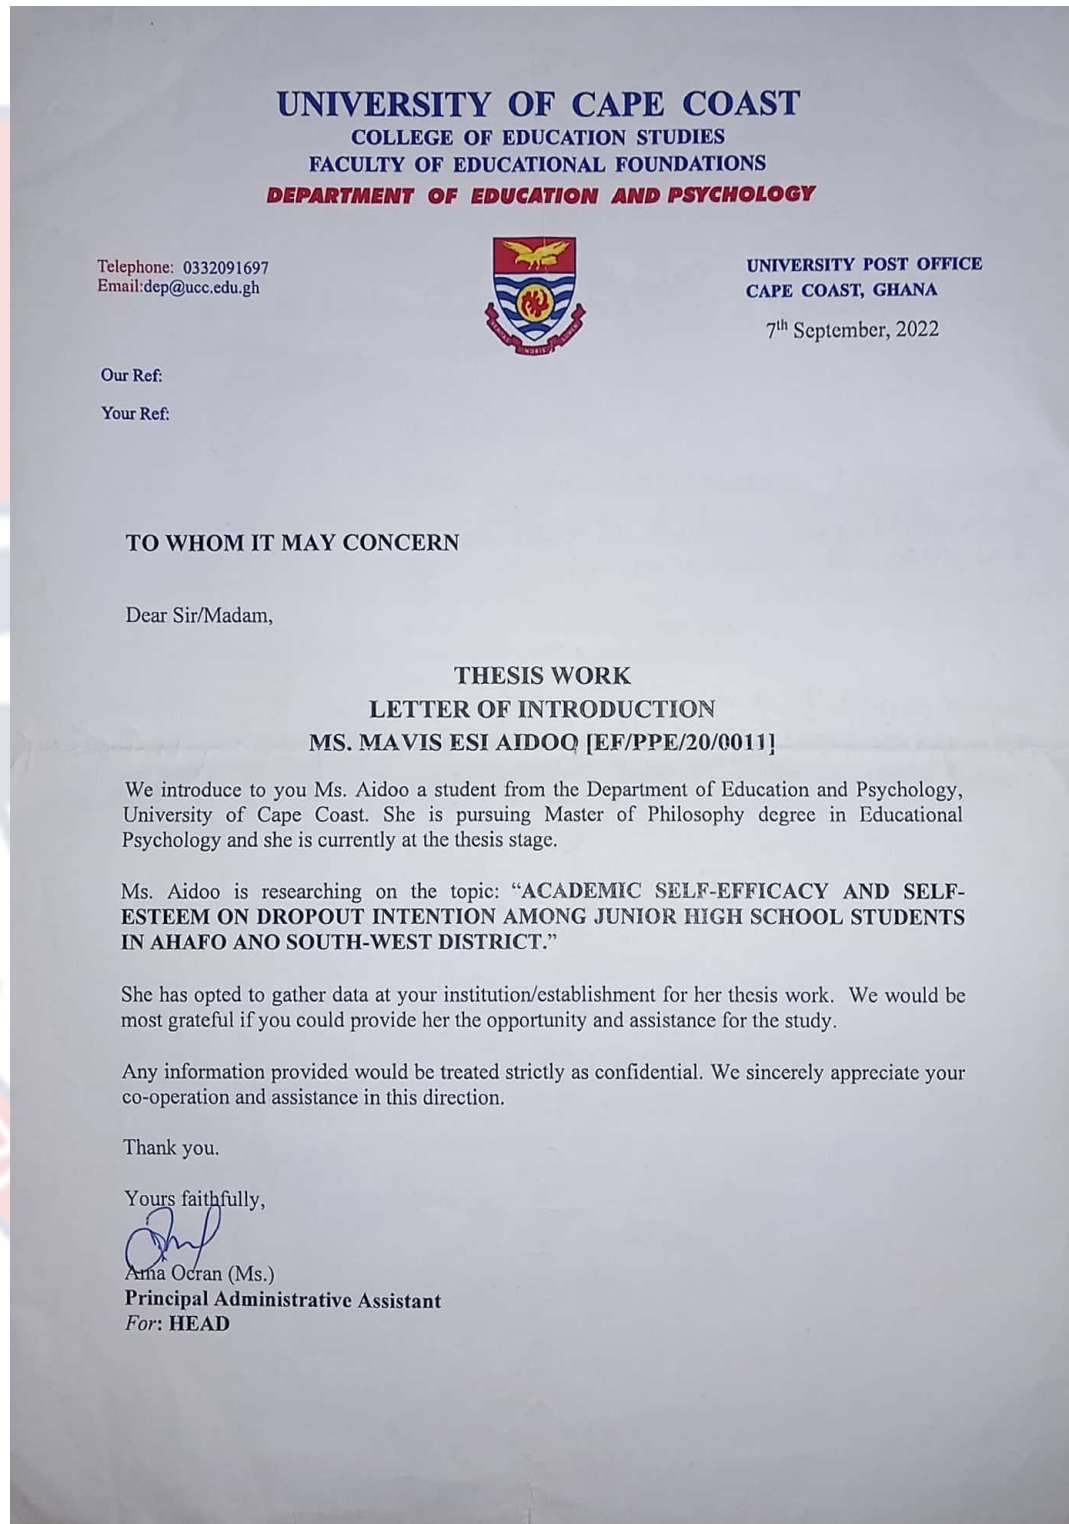 UNIVERSITY OF CAPE COAST
COLLEGE OF EDUCATION STUDIES
FACULTY OF EDUCATIONAL FOUNDATIONS
DEPARTMENT OF EDUCATION AND PSYCHOLOGY
Telephone: 0332091697
Email:dep@ucc.edu.gh
UNIVERSITY POST OFFICE
CAPE COAST, GHANA
7th September, 2022
Our Ref:
Your Ref:
TO WHOM IT MAY CONCERN
Dear Sir/Madam,
THESIS WORK
LETTER OF INTRODUCTION
MS. MAVIS ESI AIDOO [EF/PPE/20/0011]
We introduce to you Ms. Aidoo a student from the Department of Education and Psychology,
University of Cape Coast. She is pursuing Master of Philosophy degree in Educational
Psychology and she is currently at the thesis stage.
Ms. Aidoo is researching on the topic: “ACADEMIC SELF-EFFICACY AND SELF-
ESTEEM ON DROPOUT INTENTION AMONG JUNIOR HIGH SCHOOL STUDENTS
IN AHAFO ANO SOUTH-WEST DISTRICT.”
She has opted to gather data at your institution/establishment for her thesis work. We would be
most grateful if you could provide her the opportunity and assistance for the study.
Any information provided would be treated strictly as confidential. We sincerely appreciate your
co-operation and assistance in this direction.
Thank you.
Yours faithfully,
Ama Ocran (Ms.)
Principal Administrative Assistant
For: HEAD